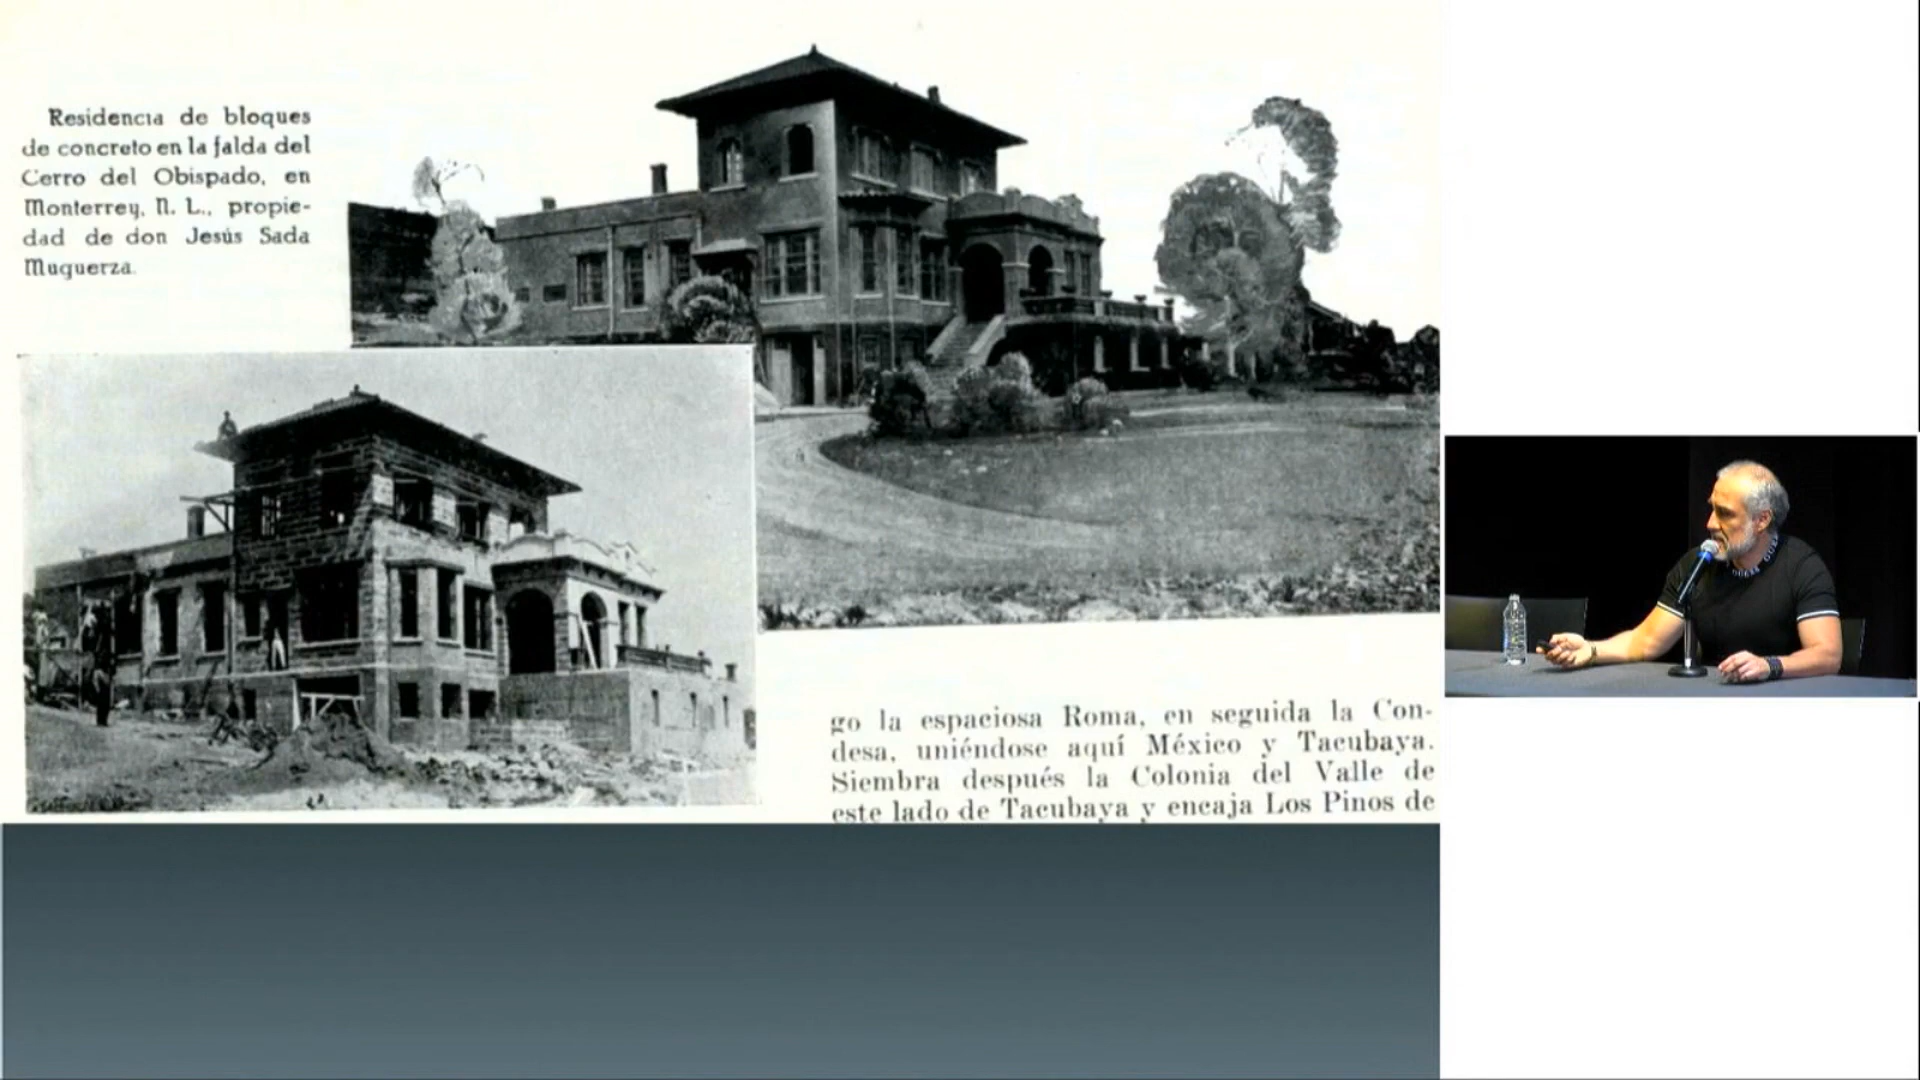 Residencia de bloques
de concreto en la falda del
Cerro del Obispado, en
Monterrey, N. L., propie-
dad de don Jesús Sada
Muguerza.
go la espaciosa Roma, en seguida la Con-
desa, uniéndose aquí México y Tacubaya.
Siembra después la Colonia del Valle de
este lado de Tacubaya y encaja Los Pinos de